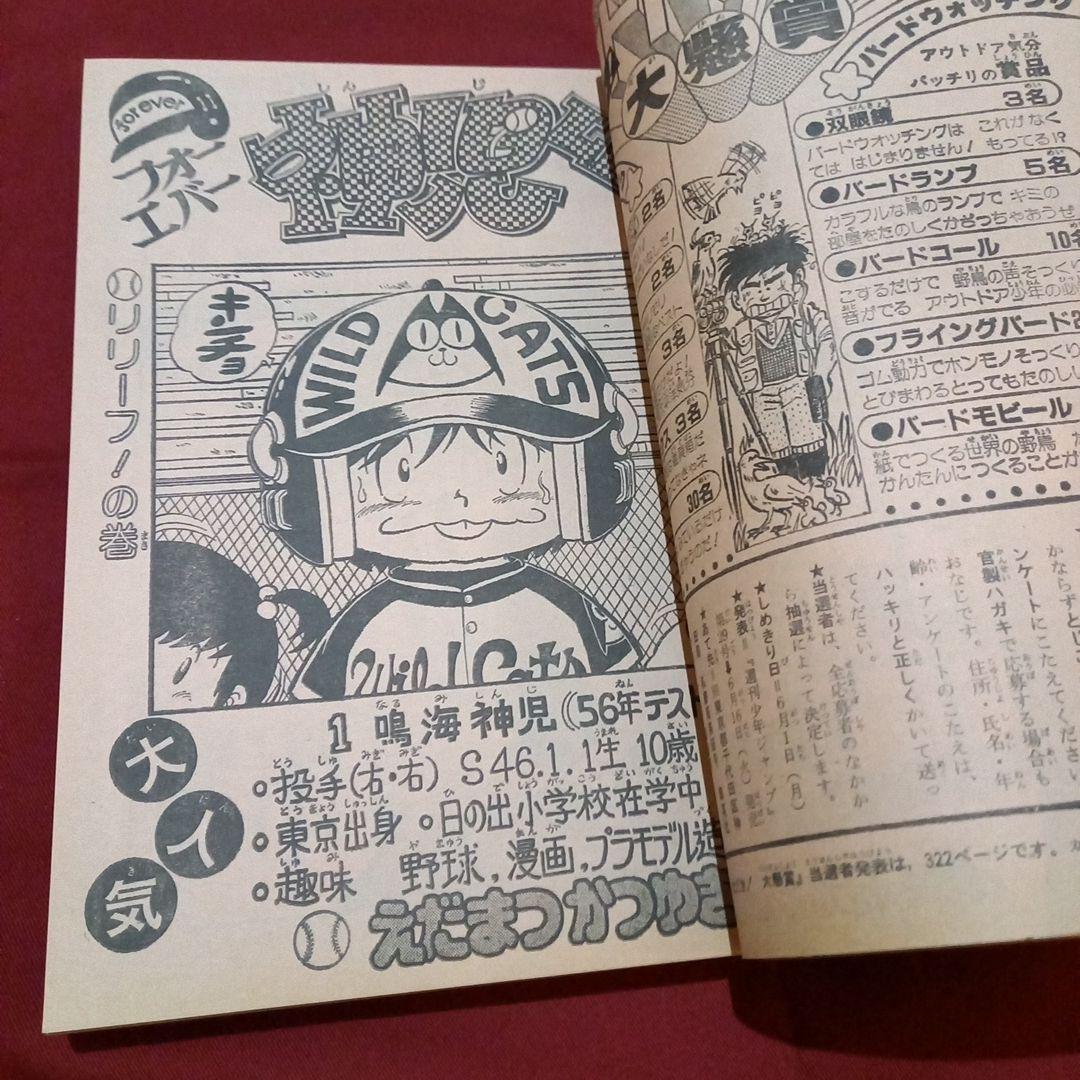 forever
フォーエバー
神児くん
しんじ
リリーフ!の巻
キンチョ
WILD CATS
Wild Cats
1 鳴海神児(56年テス
投手(右・右) S46.1.1生 10歳
東京出身 ・日の出小学校在学中
趣味 野球、漫画、プラモデル造
えだまつかつゆき
大人気
大懸賞
バードウォッチング
アウトドア気分
バッチリの賞品
●双眼鏡 3名
バードウォッチングは これがなく
ては はじまりません! もってる!?
●バードランプ 5名
カラフルな鳥のランプで キミの
部屋をたのしくかざっちゃおうぜ
●バードコール 10名
こするだけで 野鳥の声そっくり
音がでる アウトドア少年の必
●フライングバード2
ゴム動力でホンモノそっくり
とびまわるとってもたのしい
●バードモビール
紙でつくる世界の野鳥
かんたんにつくることが
ピヨピヨ
2名
2名
3名
ス 3名
30名
かならずとじ
ンケートにこたえてください
官製ハガキで応募する場合も
おなじです。住所・氏名・年
齢・アンケートのこたえは
ハッキリと正しくかいて送っ
てください。
★当選者は、全応募者のなかか
ら抽選によって決定します。
★しめきり日=6月1日(月)
★発表=『週刊少年ジャンプ』
大懸賞』当選者発表は、322ページです。